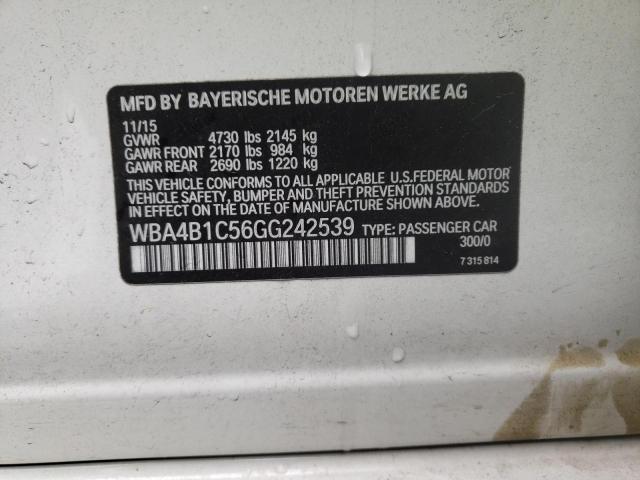 MFD BY BAYERISCHE MOTOREN WERKE AG
11/15
GVWR 4730 lbs 2145 kg
GAWR FRONT 2170 lbs 984 kg
GAWR REAR 2690 lbs 1220 kg
THIS VEHICLE CONFORMS TO ALL APPLICABLE U.S.FEDERAL MOTOR
VEHICLE SAFETY, BUMPER AND THEFT PREVENTION STANDARDS
IN EFFECT ON THE DATE OF MANUFACTURE SHOWN ABOVE.
WBA4B1C56GG242539 TYPE: PASSENGER CAR
300/0
7 315 814